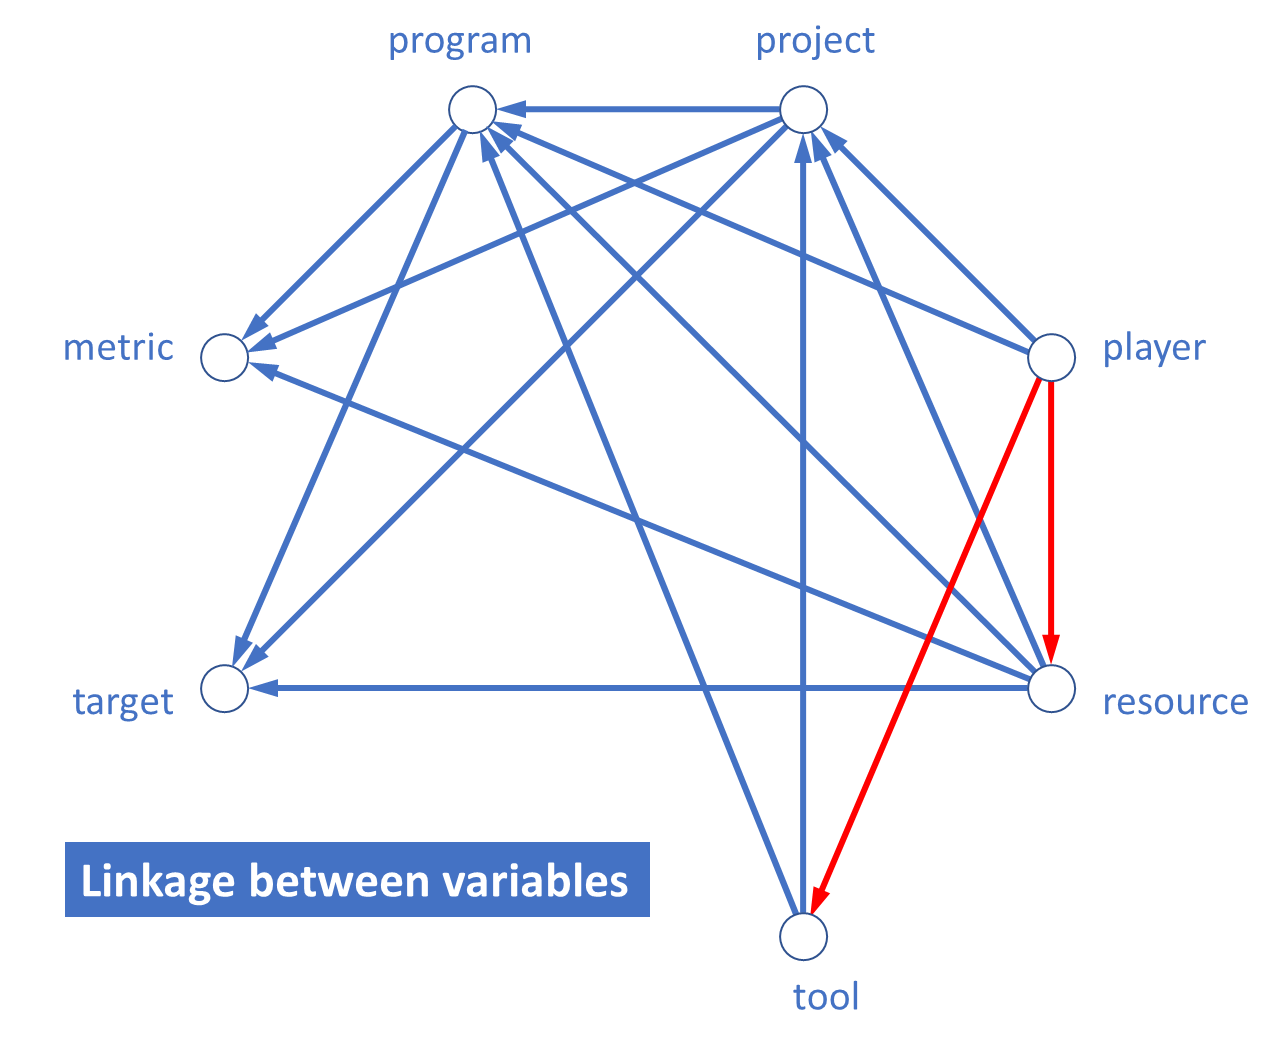 program
project
metric
player
target
resource
Linkage between variables
tool